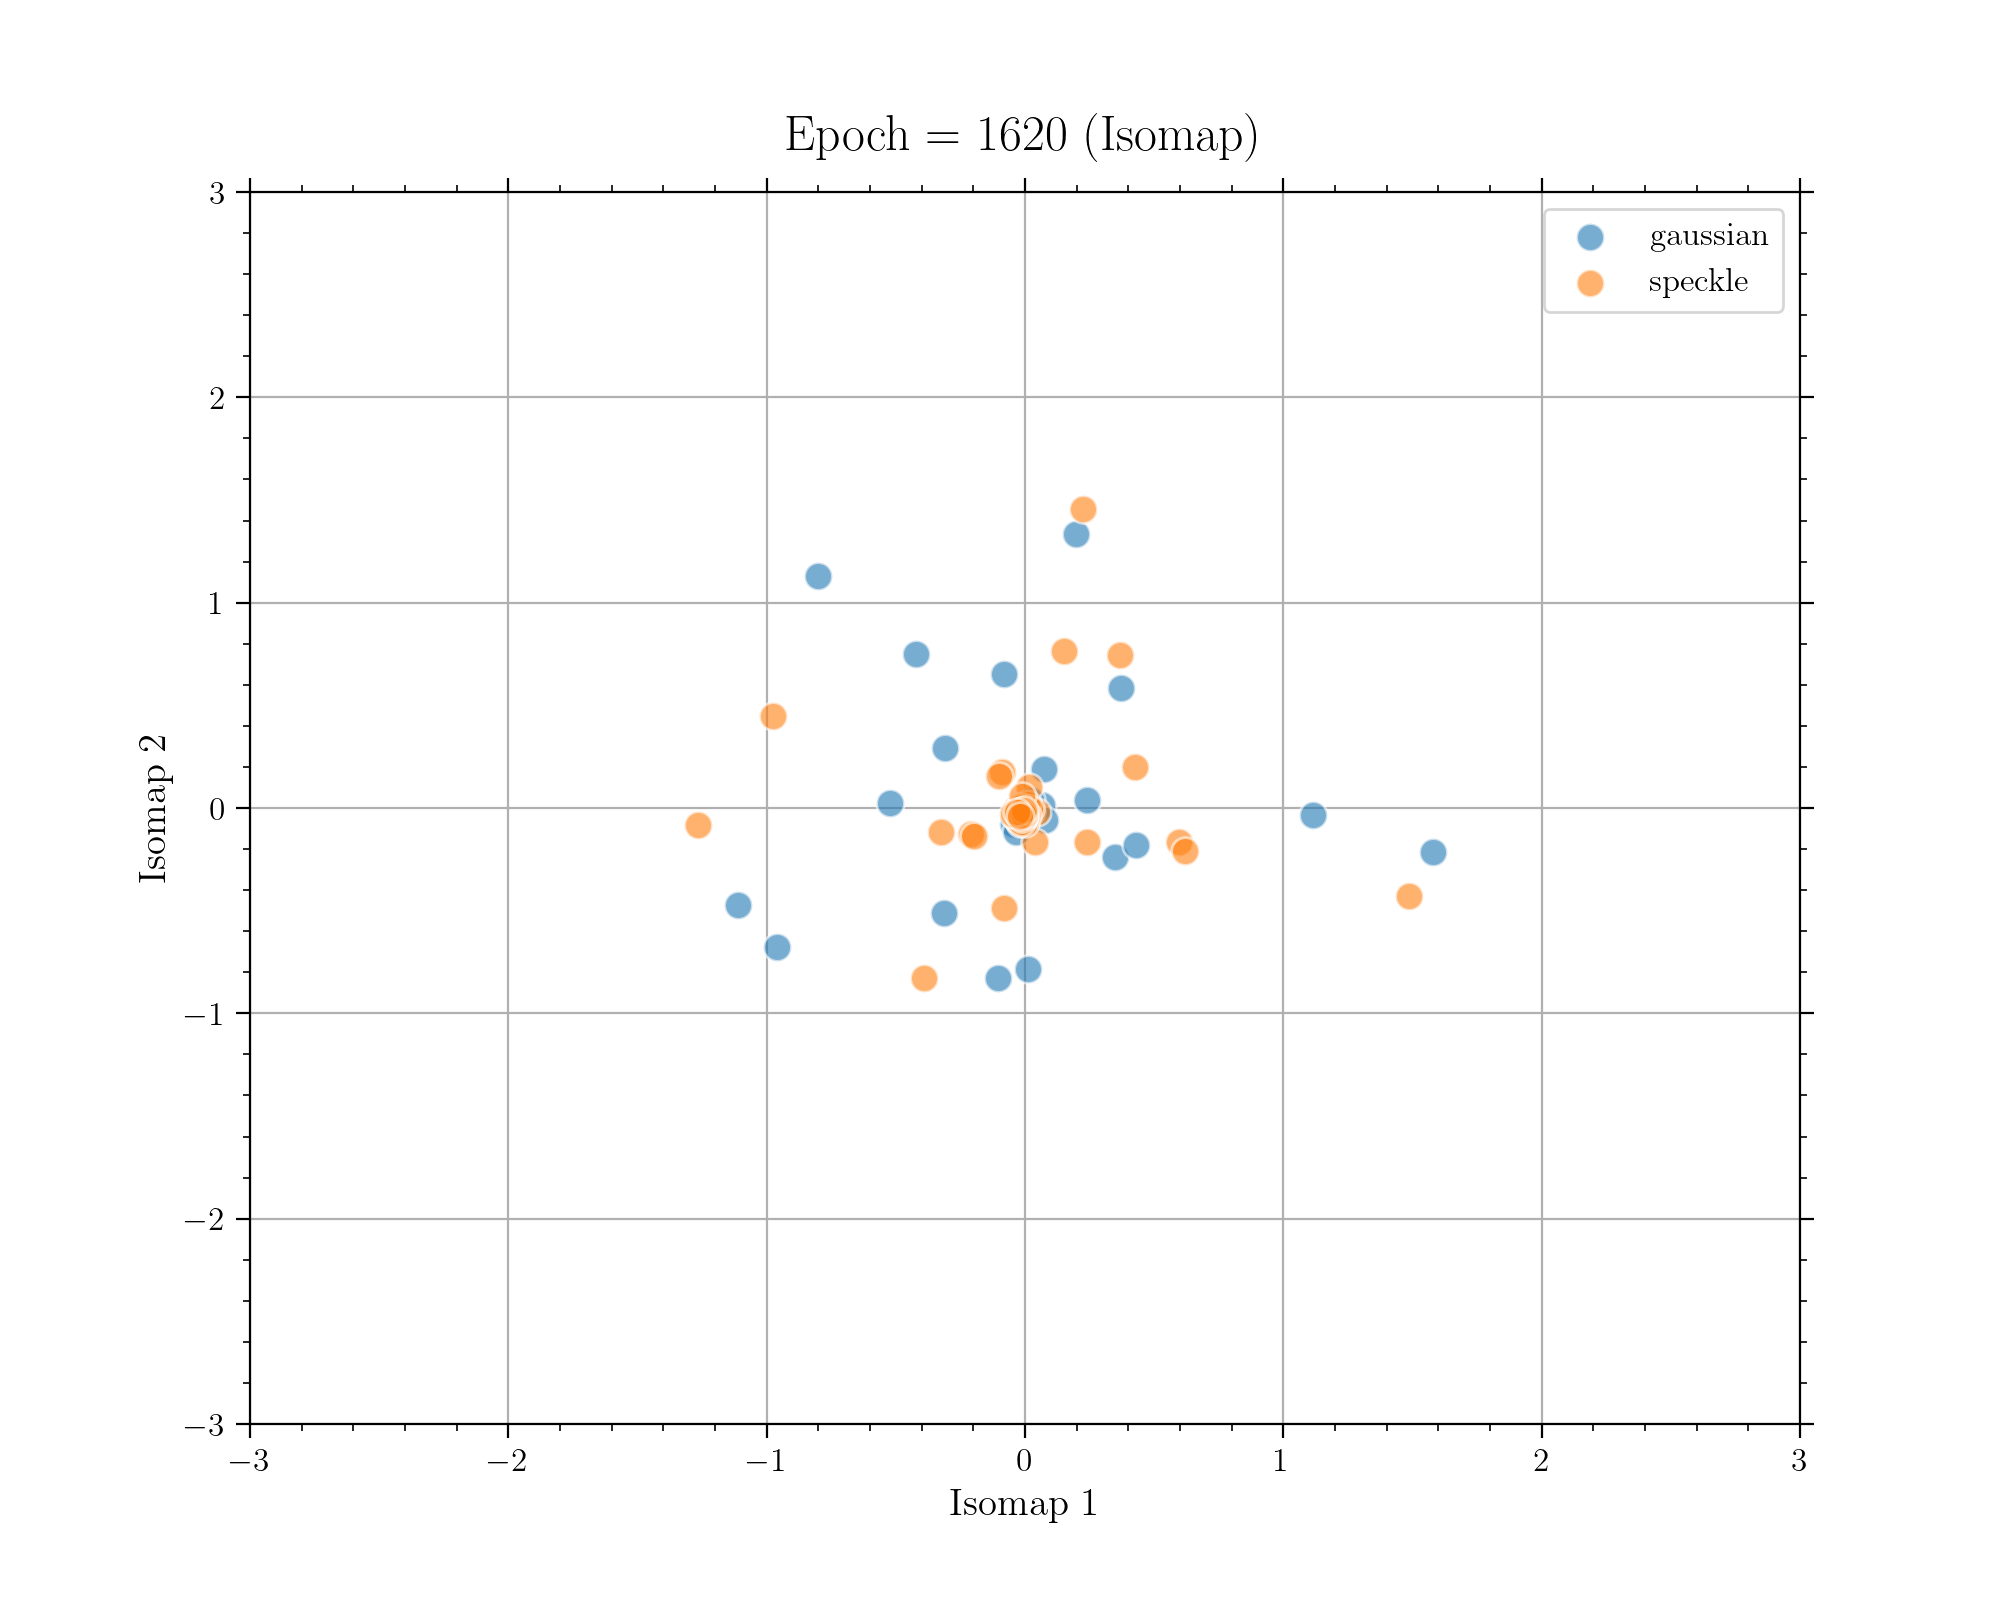 Epoch = 1620 (Isomap)
gaussian
speckle
3
2
1
0
−1
−2
−3
Isomap 2
−3
−2
−1
0
1
2
3
Isomap 1